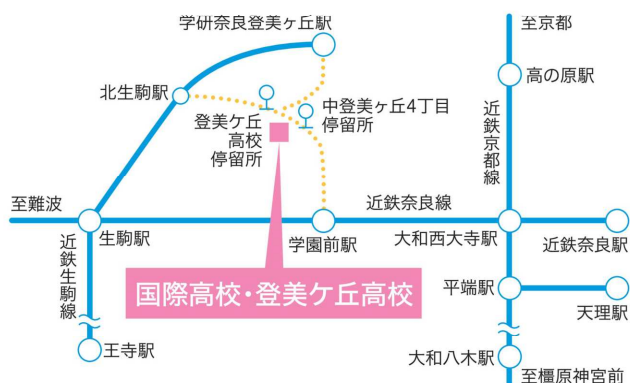 学研奈良登美ヶ丘駅
至京都
高の原駅
北生駒駅
登美ケ丘
高校
停留所
中登美ヶ丘4丁目
停留所
近鉄京都線
至難波
近鉄奈良線
生駒駅
学園前駅
大和西大寺駅
近鉄奈良駅
近鉄生駒線
国際高校・登美ケ丘高校
平端駅
天理駅
王寺駅
大和八木駅
至橿原神宮前